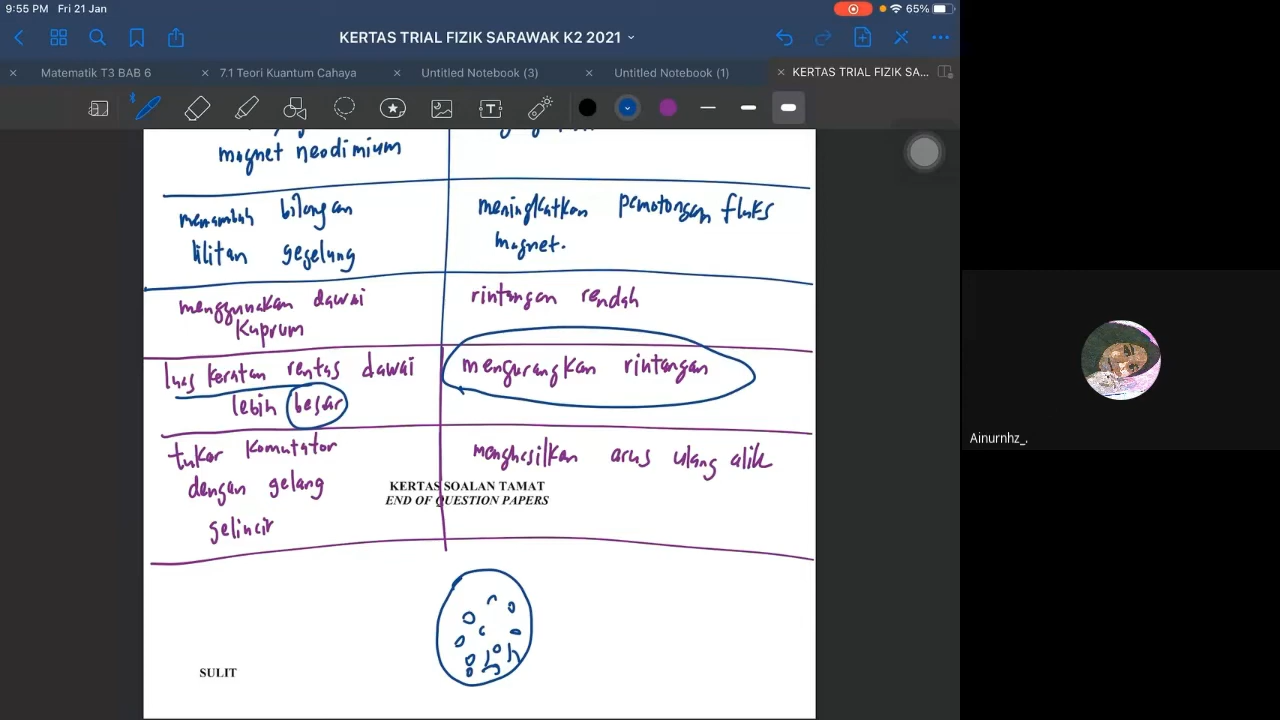 9:55 PM Fri 21 Jan
65%
KERTAS TRIAL FIZIK SARAWAK K2 2021
Matematik T3 BAB 6
7.1 Teori Kuantum Cahaya
Untitled Notebook (3)
Untitled Notebook (1)
KERTAS TRIAL FIZIK SA...
magnet neodimium
menambah bilangan
lilitan gegelung
meningkatkan pemotongan fluks
magnet.
menggunakan dawai
Kuprum
rintangan rendah
luas keratan rentas dawai
lebih besar
mengurangkan rintangan
tukar komutator
dengan gelang
gelincir
menghasilkan arus ulang alik
KERTAS SOALAN TAMAT
END OF QUESTION PAPERS
SULIT
Ainurnhz_.